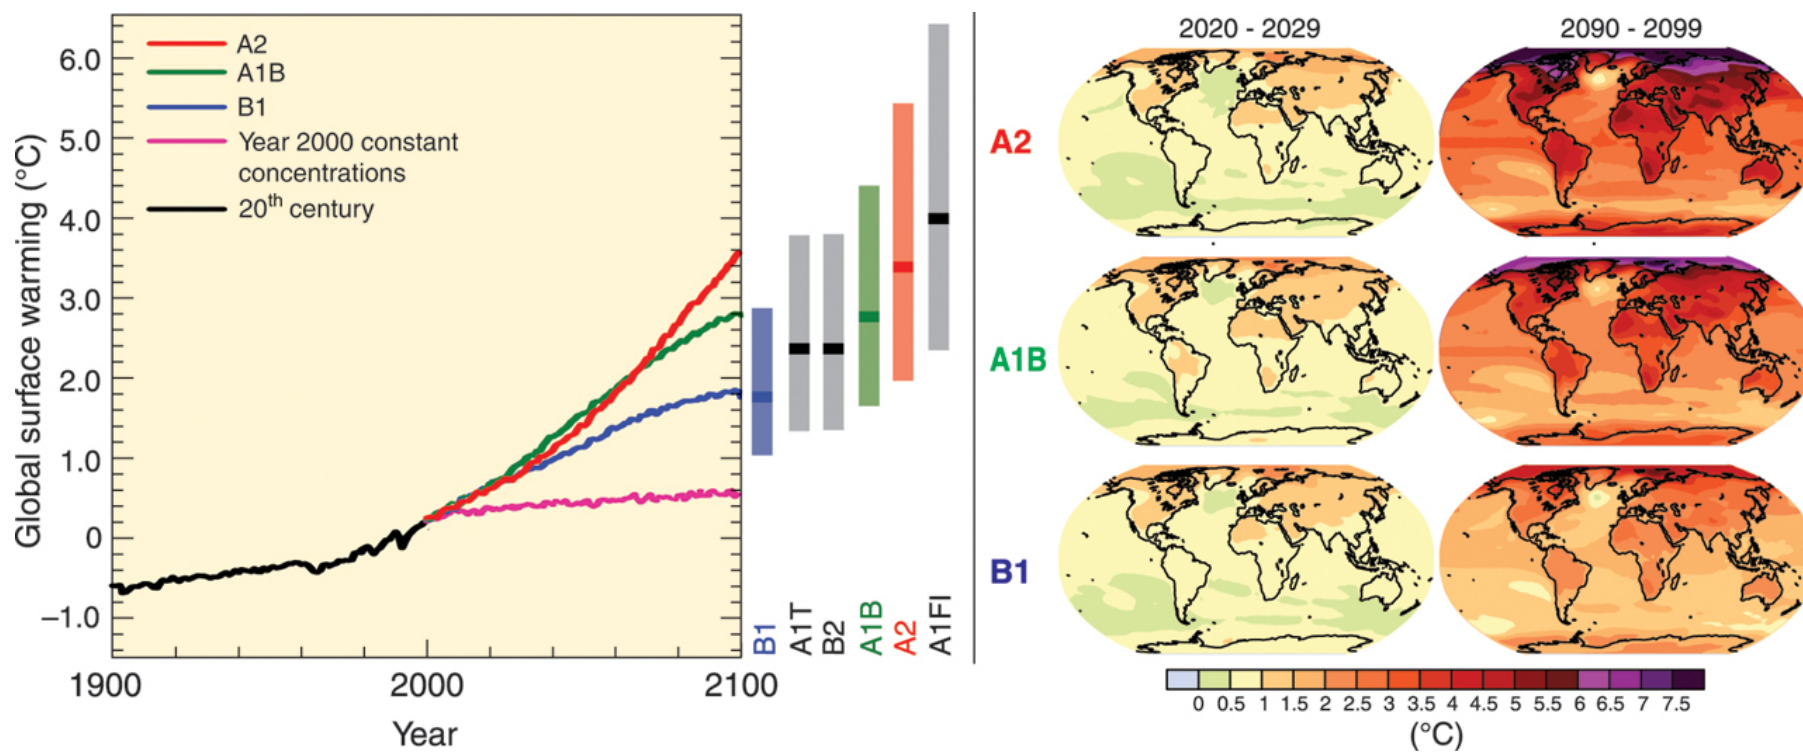 Global surface warming (°C)
6.0
5.0
4.0
3.0
2.0
1.0
0
−1.0
A2
A1B
B1
Year 2000 constant
concentrations
20th century
1900
2000
2100
Year
B1
A1T
B2
A1B
A2
A1FI
2020 - 2029
2090 - 2099
A2
A1B
B1
0 0.5 1 1.5 2 2.5 3 3.5 4 4.5 5 5.5 6 6.5 7 7.5
(°C)